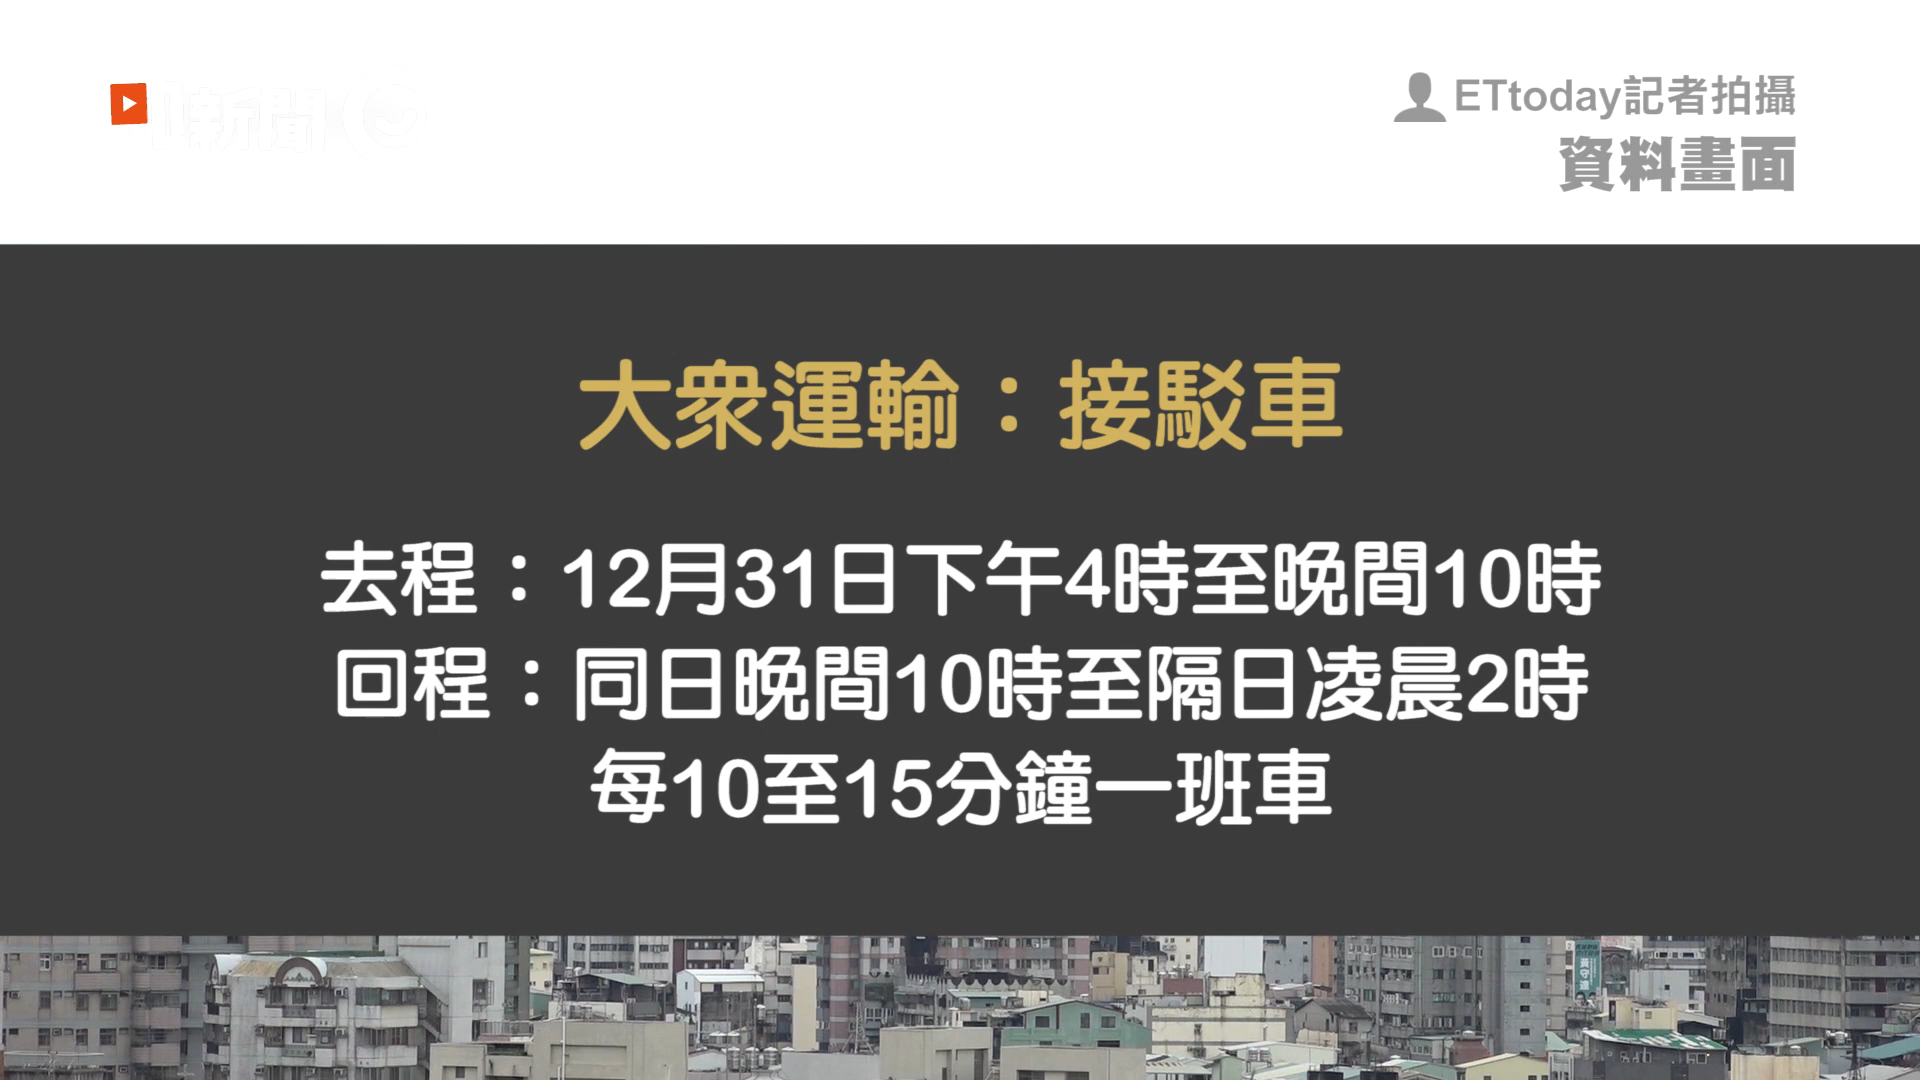 新聞
ETtoday記者拍攝
資料畫面
大眾運輸：接駁車
去程：12月31日下午4時至晚間10時
回程：同日晚間10時至隔日凌晨2時
每10至15分鐘一班車